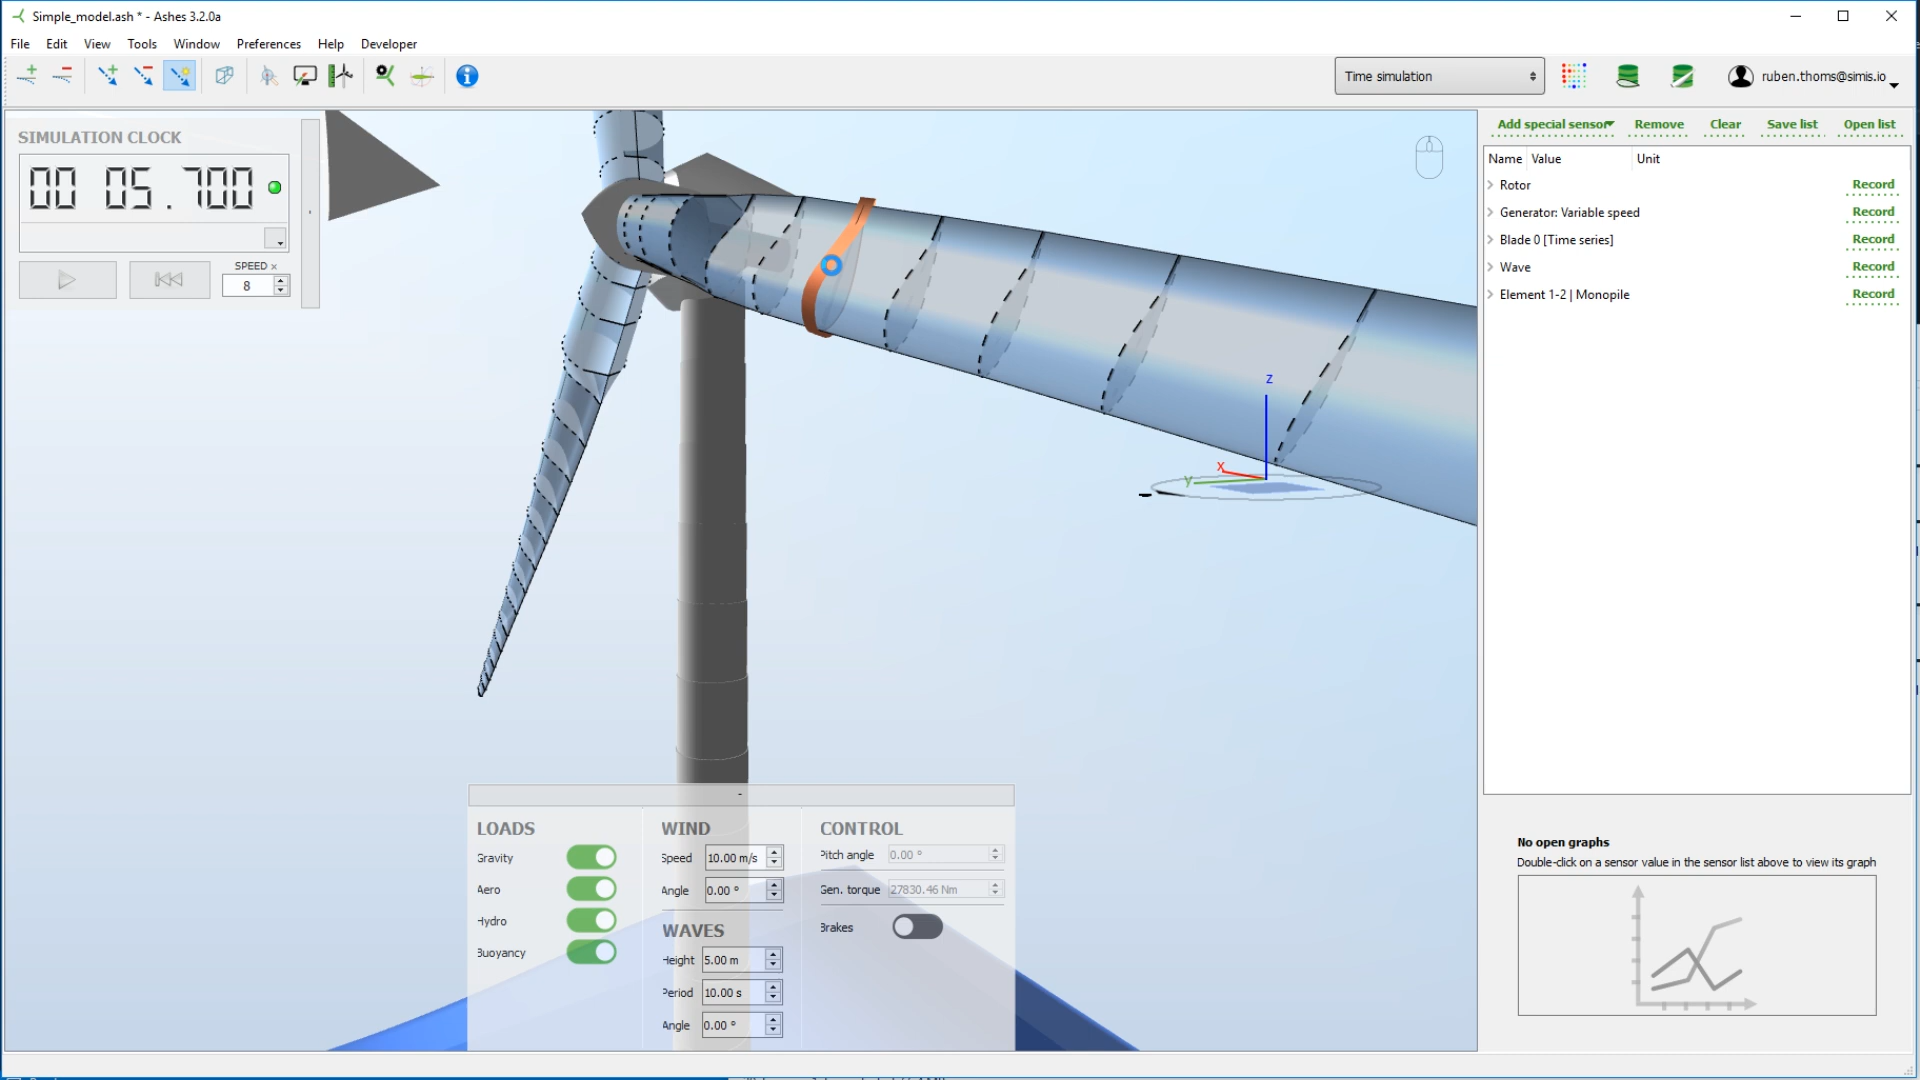 Simple_model.ash * - Ashes 3.2.0a
File Edit View Tools Window Preferences Help Developer
Time simulation
ruben.thoms@simis.io
SIMULATION CLOCK
00 05.700
SPEED ×
8
Z
X
Y
Add special sensor Remove Clear Save list Open list
Name Value Unit
Rotor Record
Generator: Variable speed Record
Blade 0 [Time series] Record
Wave Record
Element 1-2 | Monopile Record
LOADS
Gravity
Aero
Hydro
Buoyancy
WIND
Speed 10.00 m/s
Angle 0.00 °
WAVES
Height 5.00 m
Period 10.00 s
Angle 0.00 °
CONTROL
Pitch angle 0.00 °
Gen. torque 27830.46 Nm
Brakes
No open graphs
Double-click on a sensor value in the sensor list above to view its graph